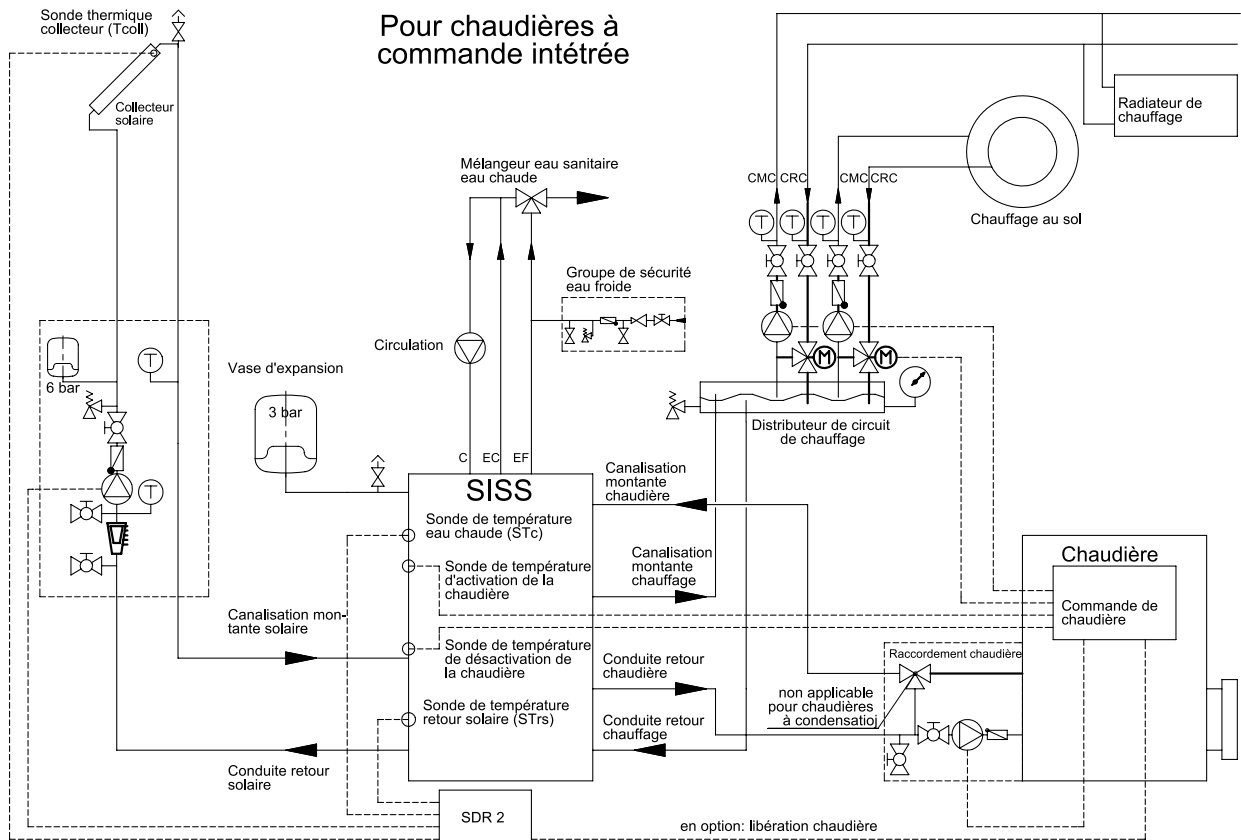 Sonde thermique
collecteur (Tcoll)
Pour chaudières à
commande intétrée
Collecteur
solaire
Radiateur de
chauffage
Mélangeur eau sanitaire
eau chaude
CMC CRC
CMC CRC
Chauffage au sol
T
T
T
T
Groupe de sécurité
eau froide
Circulation
6 bar
T
Vase d'expansion
3 bar
M
M
Distributeur de circuit
de chauffage
T
C
EC
EF
SISS
Canalisation
montante
chaudière
Sonde de température
eau chaude (STc)
Sonde de température
d'activation de la
chaudière
Canalisation
montante
chauffage
Chaudière
Commande de
chaudière
Canalisation mon-
tante solaire
Sonde de température
de désactivation de
la chaudière
Conduite retour
chaudière
Raccordement chaudière
non applicable
pour chaudières
à condensatioj
Sonde de température
retour solaire (STrs)
Conduite retour
chauffage
Conduite retour
solaire
SDR 2
en option: libération chaudière